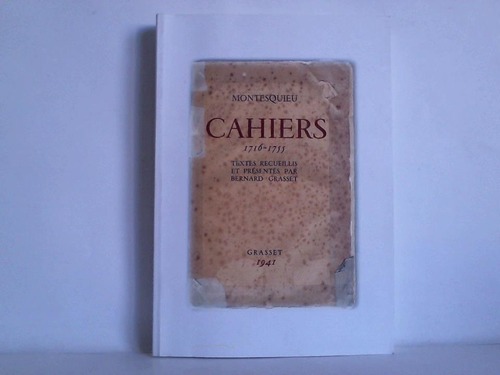 MONTESQUIEU
CAHIERS
1716-1755
TEXTES RECUEILLIS
ET PRÉSENTÉS PAR
BERNARD GRASSET
GRASSET
1941